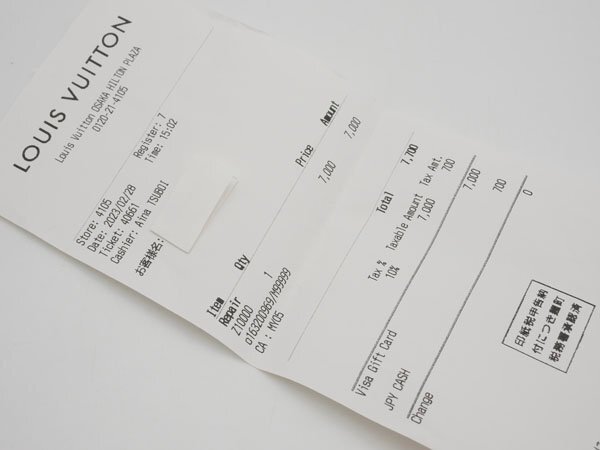 LOUIS VUITTON
Louis Vuitton OSAKA HILTON PLAZA
0120-21-4105
Store: 4105 Register: 7
Date: 2023/02/28 Time: 15:02
Ticket: 40661
Cashier: Aina TSUBOI
お客様名:
Item Qty Price Amount
Repair
Z10000 1 7,000 7,000
o163200969/M99999
CA : MY05
Total 7,700
Tax % Taxable Amount Tax Amt.
10% 7,000 700
Visa Gift Card 7,000
JPY CASH 700
Change 0
印紙税申告納
付につき麹町
税務署承認済